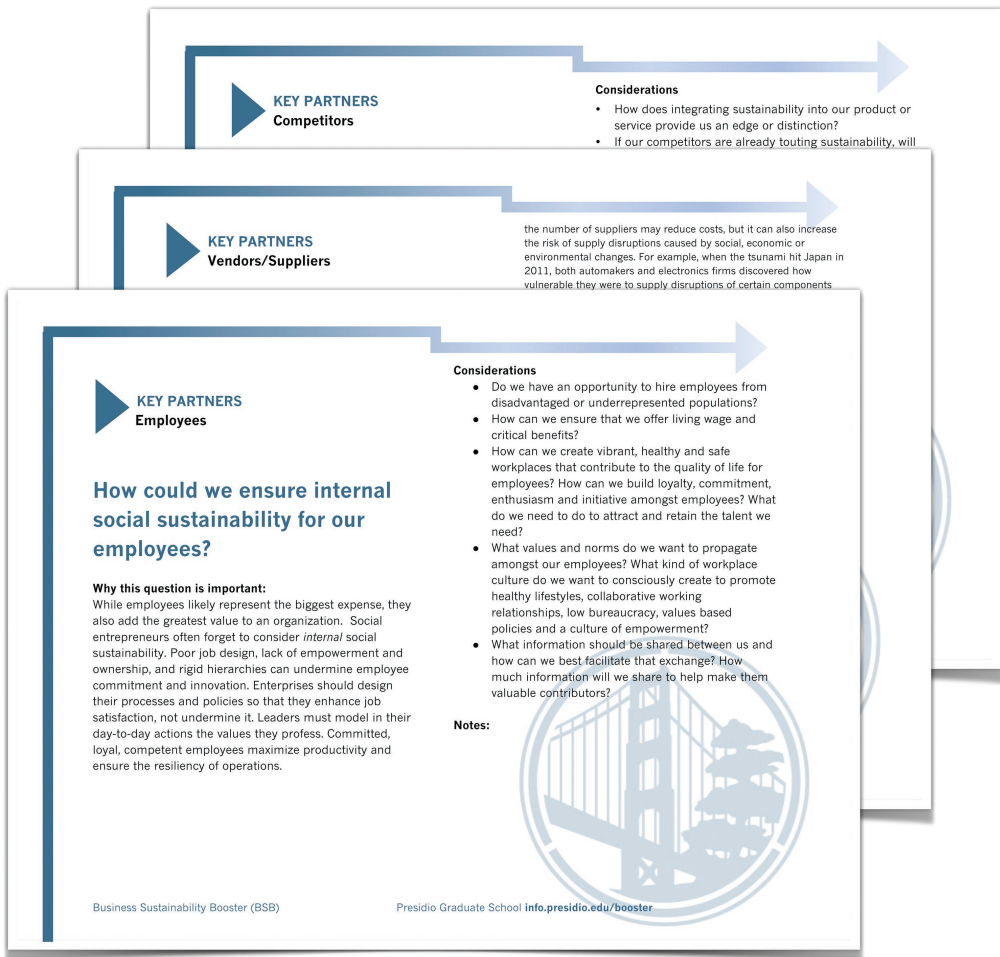 KEY PARTNERS
Competitors
Considerations
• How does integrating sustainability into our product or
service provide us an edge or distinction?
• If our competitors are already touting sustainability, will
KEY PARTNERS
Vendors/Suppliers
the number of suppliers may reduce costs, but it can also increase
the risk of supply disruptions caused by social, economic or
environmental changes. For example, when the tsunami hit Japan in
2011, both automakers and electronics firms discovered how
vulnerable they were to supply disruptions of certain components
KEY PARTNERS
Employees
How could we ensure internal
social sustainability for our
employees?
Why this question is important:
While employees likely represent the biggest expense, they
also add the greatest value to an organization. Social
entrepreneurs often forget to consider internal social
sustainability. Poor job design, lack of empowerment and
ownership, and rigid hierarchies can undermine employee
commitment and innovation. Enterprises should design
their processes and policies so that they enhance job
satisfaction, not undermine it. Leaders must model in their
day-to-day actions the values they profess. Committed,
loyal, competent employees maximize productivity and
ensure the resiliency of operations.
Considerations
● Do we have an opportunity to hire employees from
disadvantaged or underrepresented populations?
● How can we ensure that we offer living wage and
critical benefits?
● How can we create vibrant, healthy and safe
workplaces that contribute to the quality of life for
employees? How can we build loyalty, commitment,
enthusiasm and initiative amongst employees? What
do we need to do to attract and retain the talent we
need?
● What values and norms do we want to propagate
amongst our employees? What kind of workplace
culture do we want to consciously create to promote
healthy lifestyles, collaborative working
relationships, low bureaucracy, values based
policies and a culture of empowerment?
● What information should be shared between us and
how can we best facilitate that exchange? How
much information will we share to help make them
valuable contributors?
Notes:
Business Sustainability Booster (BSB)
Presidio Graduate School info.presidio.edu/booster